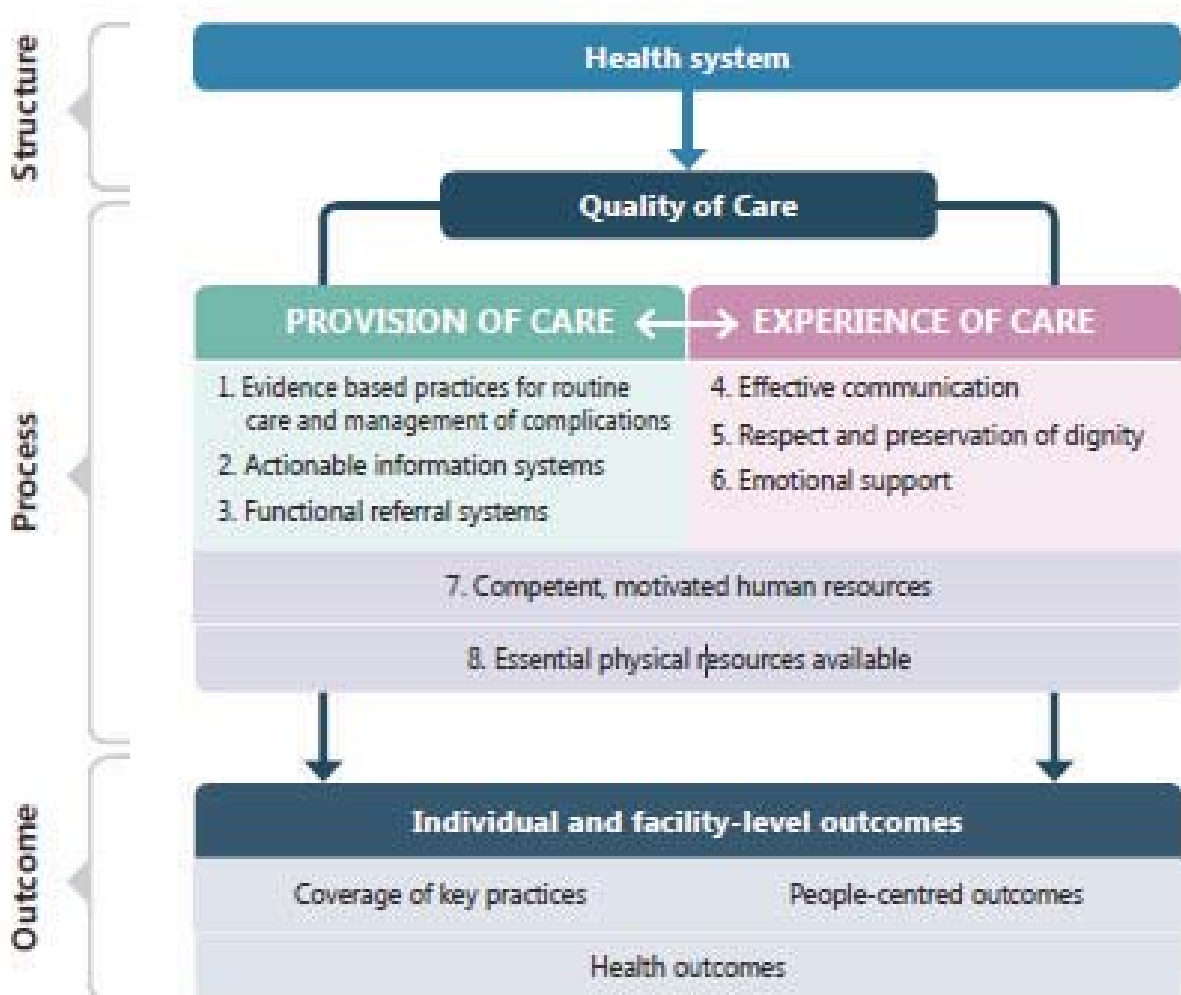 Structure
Health system
Quality of Care
Process
PROVISION OF CARE
EXPERIENCE OF CARE
1. Evidence based practices for routine
care and management of complications
2. Actionable information systems
3. Functional referral systems
4. Effective communication
5. Respect and preservation of dignity
6. Emotional support
7. Competent, motivated human resources
8. Essential physical resources available
Outcome
Individual and facility-level outcomes
Coverage of key practices
People-centred outcomes
Health outcomes